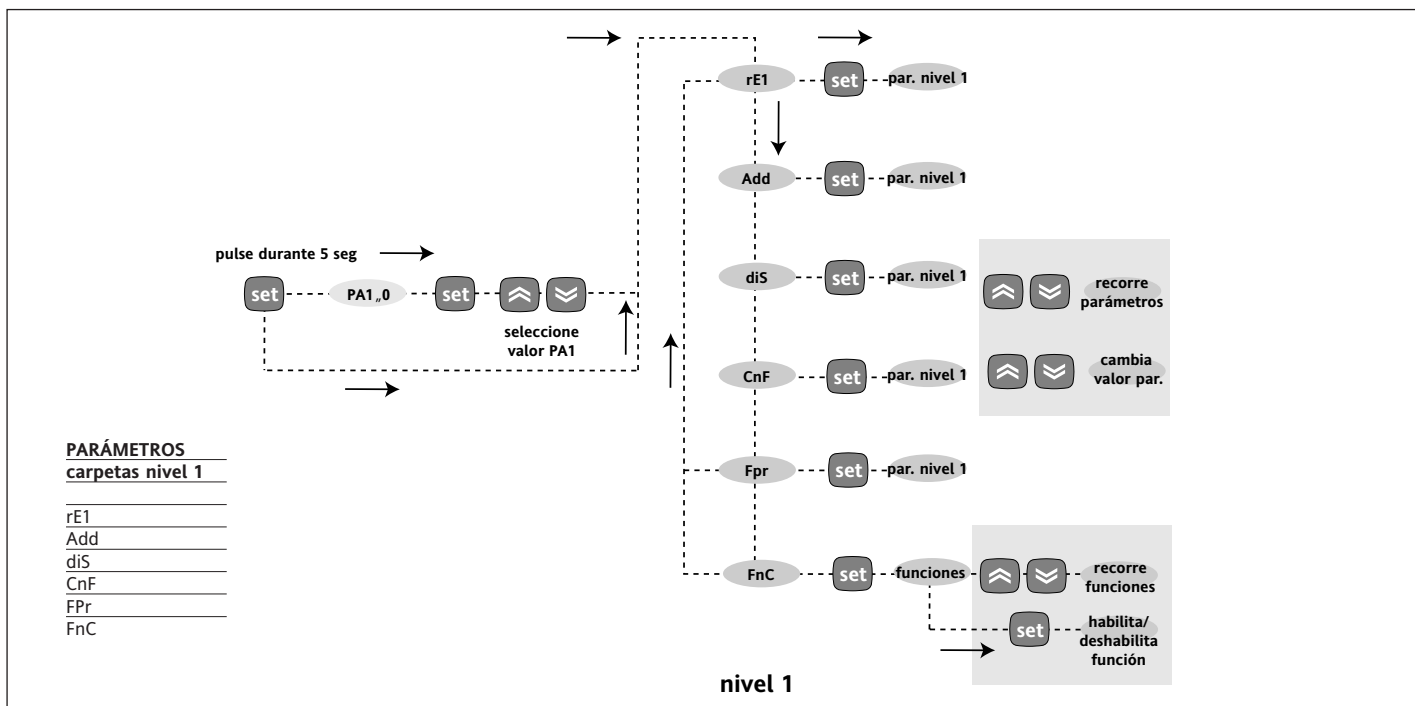 rE1
set
par. nivel 1
Add
set
par. nivel 1
pulse durante 5 seg
set
PA1„0
set
seleccione
valor PA1
diS
set
par. nivel 1
recorre
parámetros
CnF
set
par. nivel 1
cambia
valor par.
PARÁMETROS
carpetas nivel 1
rE1
Add
diS
CnF
FPr
FnC
Fpr
set
par. nivel 1
FnC
set
funciones
recorre
funciones
set
habilita/
deshabilita
función
nivel 1